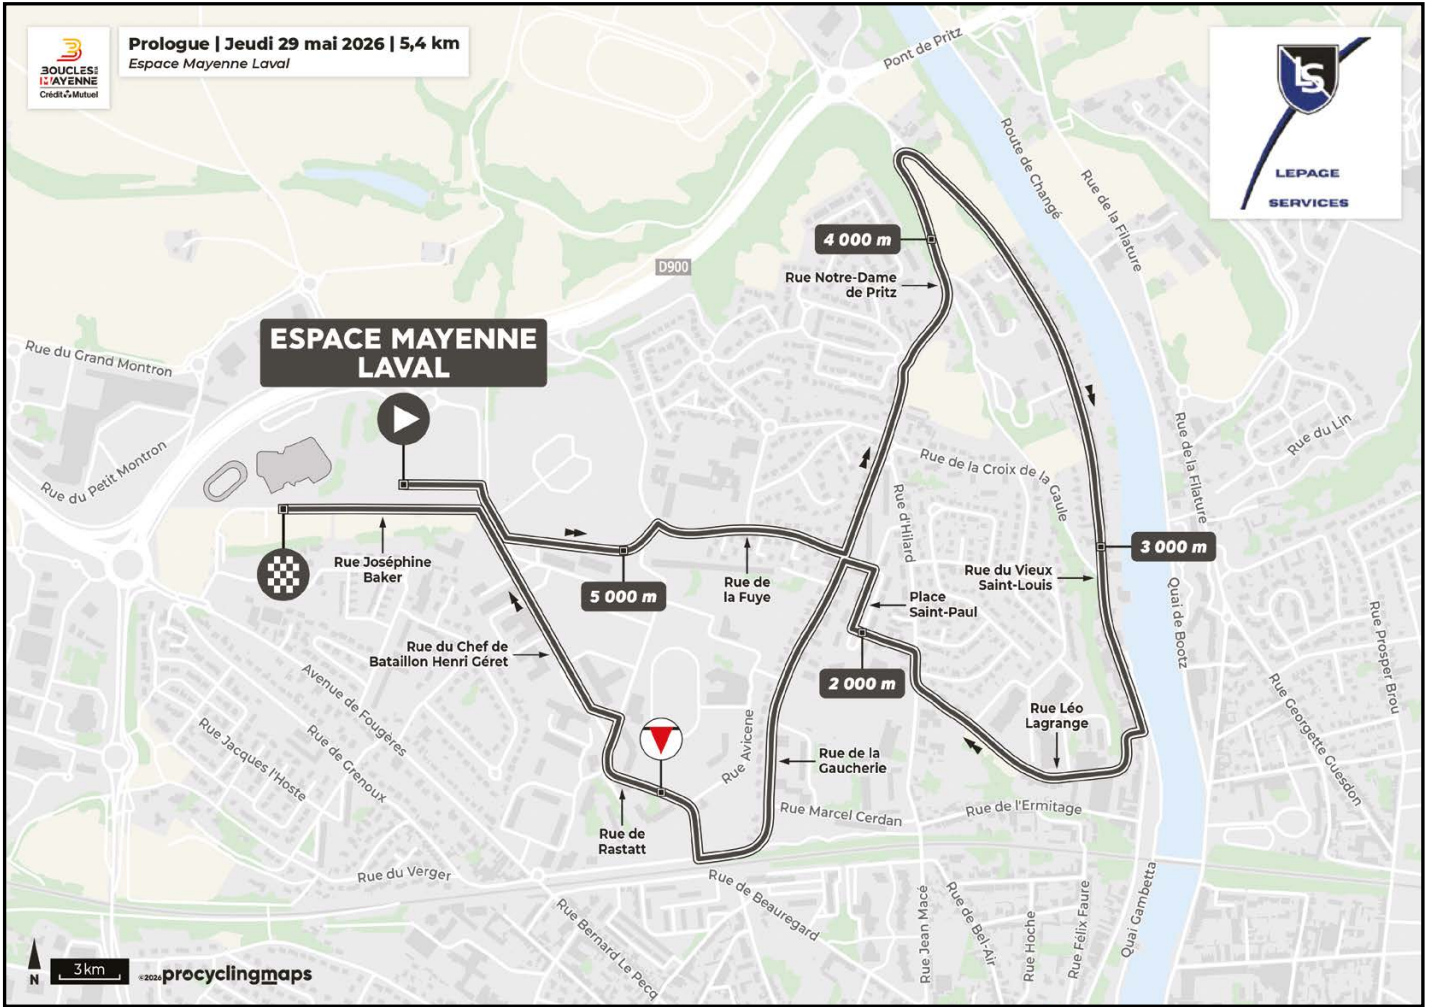 Prologue | Jeudi 29 mai 2026 | 5,4 km
Espace Mayenne Laval
BOUCLES DE LA
MAYENNE
Crédit Mutuel
Pont de Pritz
LS
LEPAGE
SERVICES
Route de Changé
Rue de la Filature
4 000 m
D900
Rue Notre-Dame
de Pritz
ESPACE MAYENNE
LAVAL
Rue du Grand Montron
Rue du Petit Montron
Rue du Lin
Rue de la Filature
Rue de la Croix de la Gaule
Rue d'Hilard
3 000 m
Rue Joséphine
Baker
5 000 m
Rue de
la Fuye
Rue du Vieux
Saint-Louis
Place
Saint-Paul
Quai de Bootz
Rue Prosper Brou
Rue du Chef de
Bataillon Henri Géret
2 000 m
Avenue de Fougères
Rue Jacques l'Hoste
Rue de Grenoux
Rue Léo
Lagrange
Rue Georgette Guesdon
Rue Avicene
Rue de la
Gaucherie
Rue Marcel Cerdan
Rue de l'Ermitage
Rue de
Rastatt
Rue du Verger
Rue de Beauregard
Rue Bernard Le Pecq
Rue Jean Macé
Rue de Bel-Air
Rue Hoche
Rue Félix Faure
Quai Gambetta
N
3 km
©2026 procyclingmaps